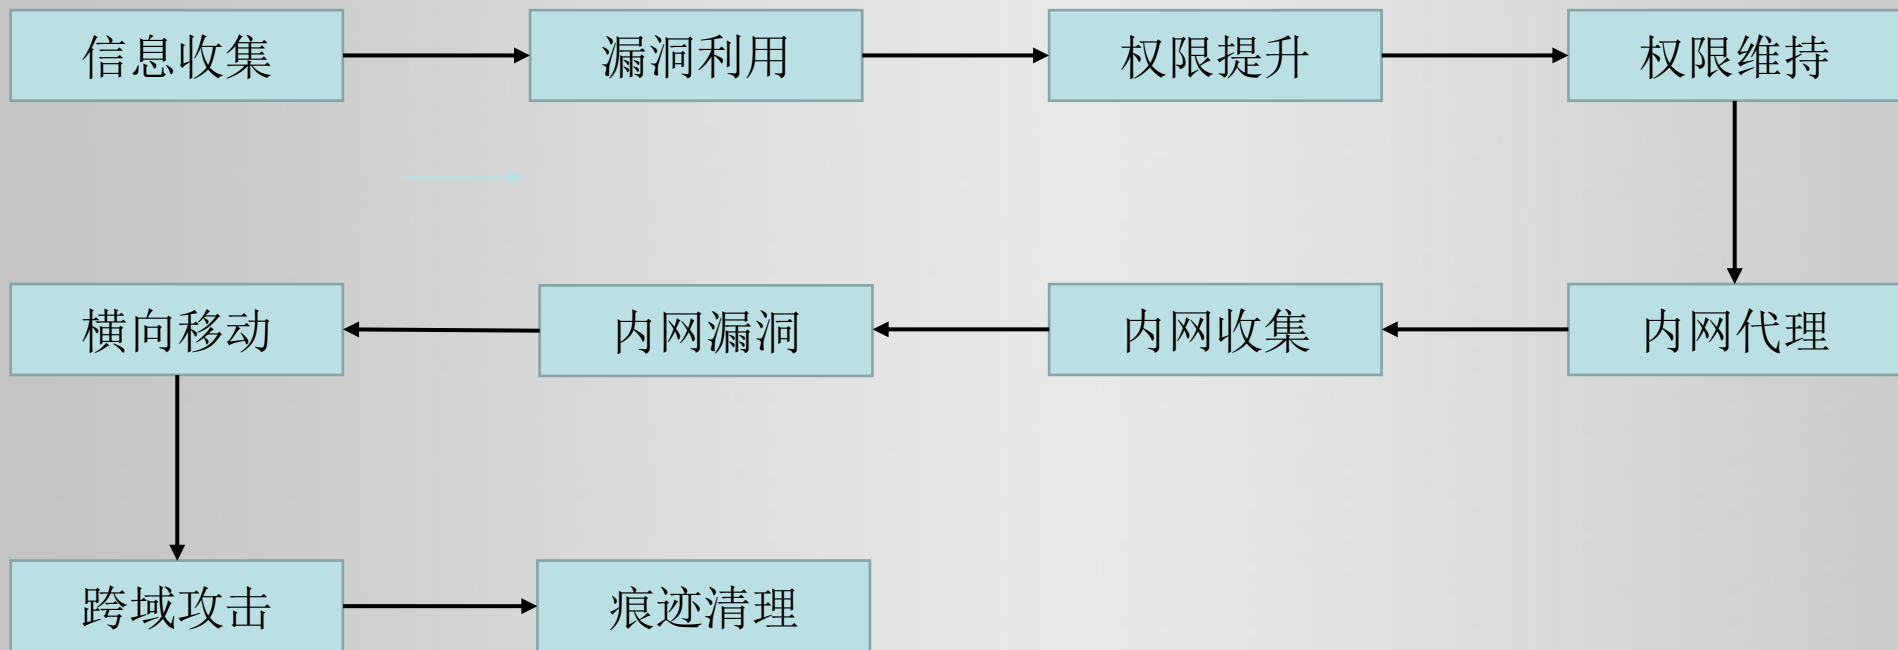 信息收集
漏洞利用
权限提升
权限维持
内网代理
内网收集
内网漏洞
横向移动
跨域攻击
痕迹清理